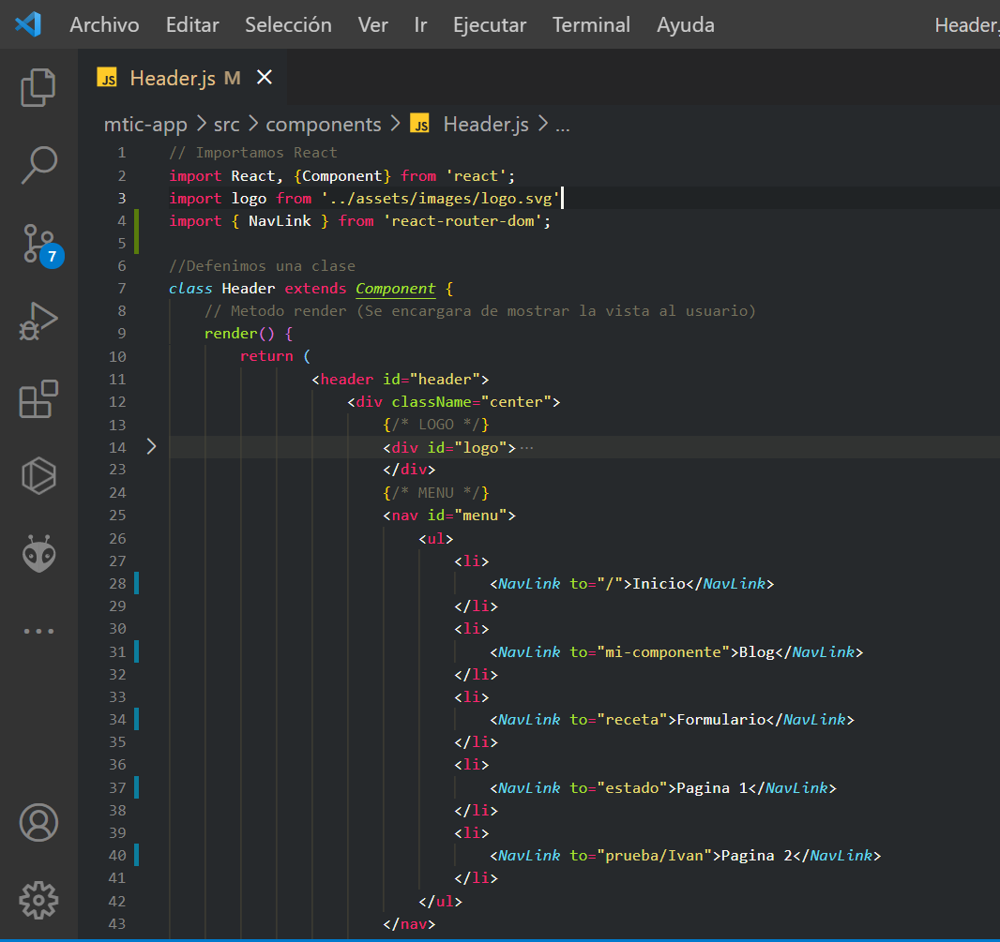 Archivo Editar Selección Ver Ir Ejecutar Terminal Ayuda Header.
JS Header.js M
mtic-app > src > components > JS Header.js > ...
1 // Importamos React
2 import React, {Component} from 'react';
3 import logo from '../assets/images/logo.svg'
4 import { NavLink } from 'react-router-dom';
5
6 //Defenimos una clase
7 class Header extends Component {
8 // Metodo render (Se encargara de mostrar la vista al usuario)
9 render() {
10 return (
11 <header id="header">
12 <div className="center">
13 {/* LOGO */}
14 <div id="logo">···
23 </div>
24 {/* MENU */}
25 <nav id="menu">
26 <ul>
27 <li>
28 <NavLink to="/">Inicio</NavLink>
29 </li>
30 <li>
31 <NavLink to="mi-componente">Blog</NavLink>
32 </li>
33 <li>
34 <NavLink to="receta">Formulario</NavLink>
35 </li>
36 <li>
37 <NavLink to="estado">Pagina 1</NavLink>
38 </li>
39 <li>
40 <NavLink to="prueba/Ivan">Pagina 2</NavLink>
41 </li>
42 </ul>
43 </nav>
7